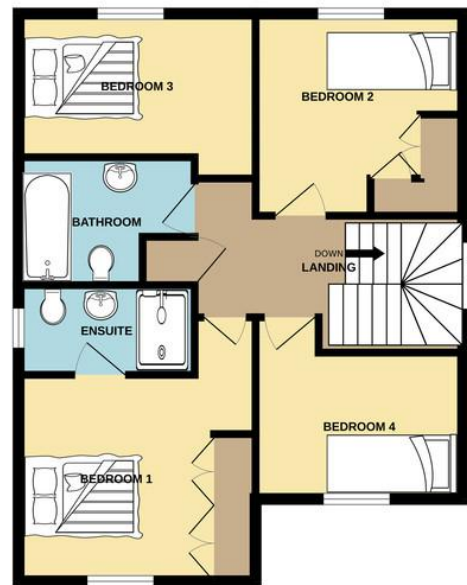 BEDROOM 3
BEDROOM 2
BATHROOM
DOWN
LANDING
ENSUITE
BEDROOM 4
BEDROOM 1